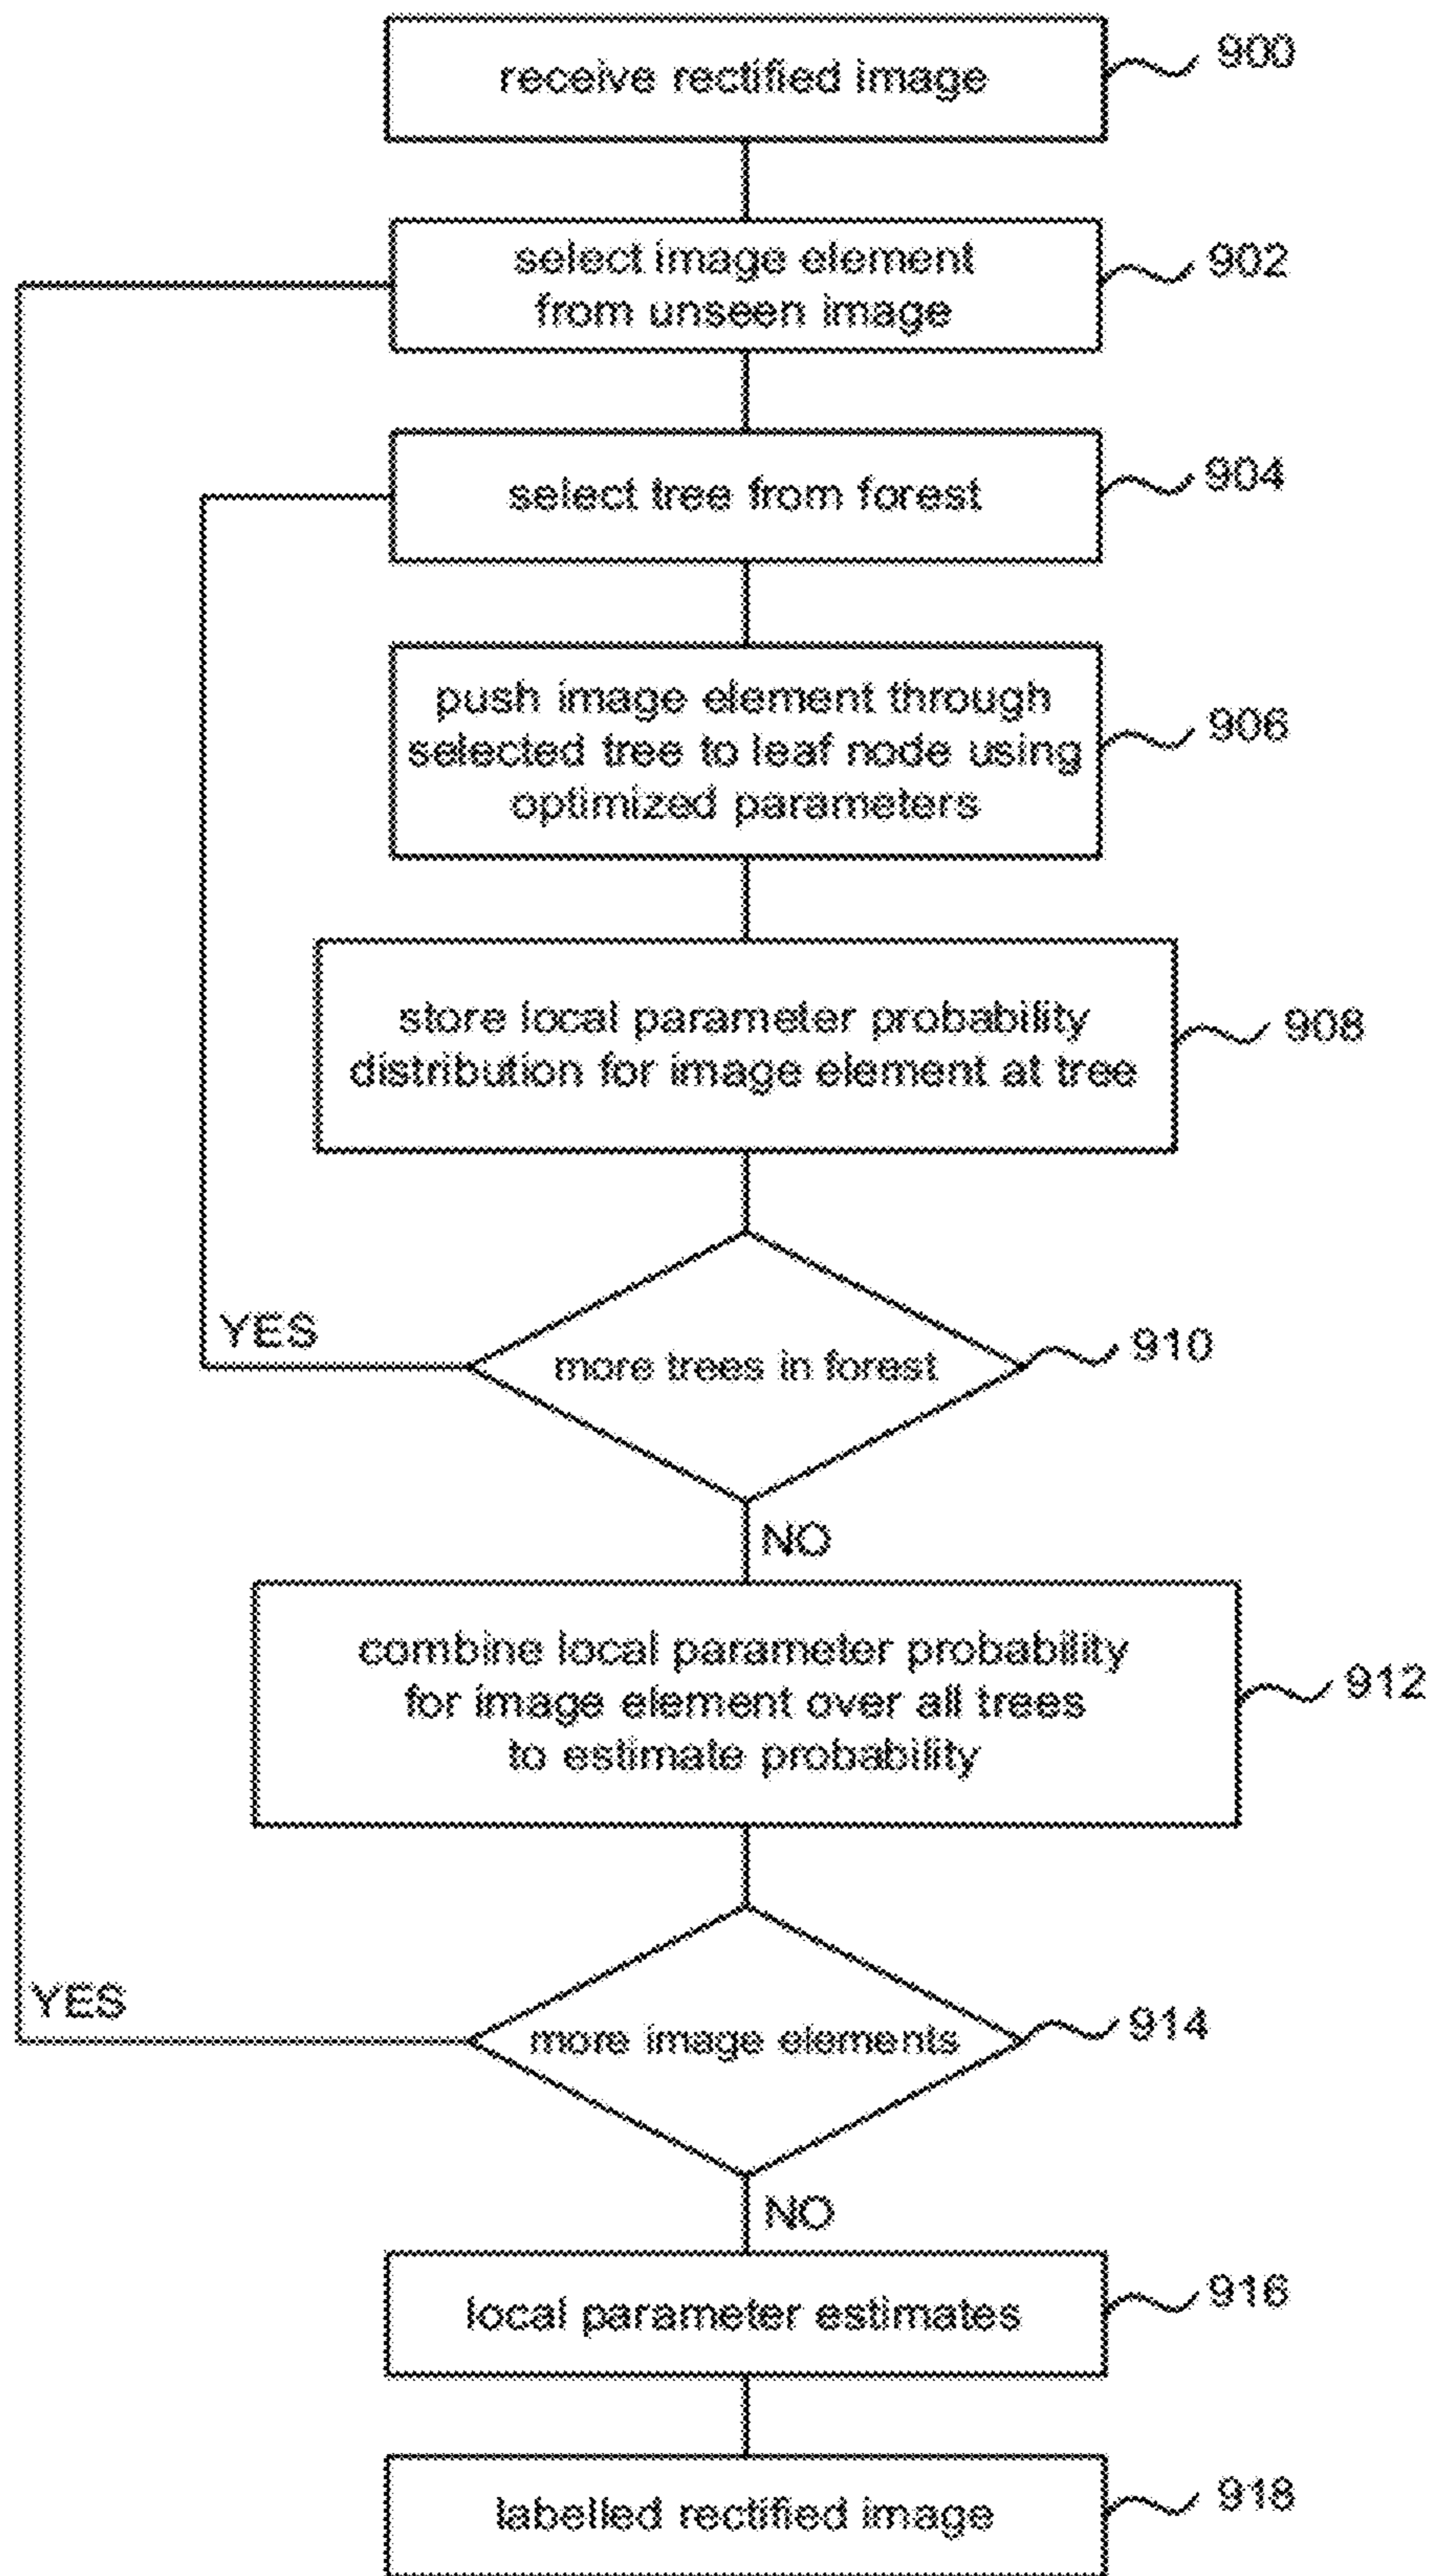 receive rectified image
900
select image element
from unseen image
902
select tree from forest
904
push image element through
selected tree to leaf node using
optimized parameters
906
store local parameter probability
distribution for image element at tree
908
YES
more trees in forest
910
NO
combine local parameter probability
for image element over all trees
to estimate probability
912
YES
more image elements
914
NO
local parameter estimates
916
labelled rectified image
918